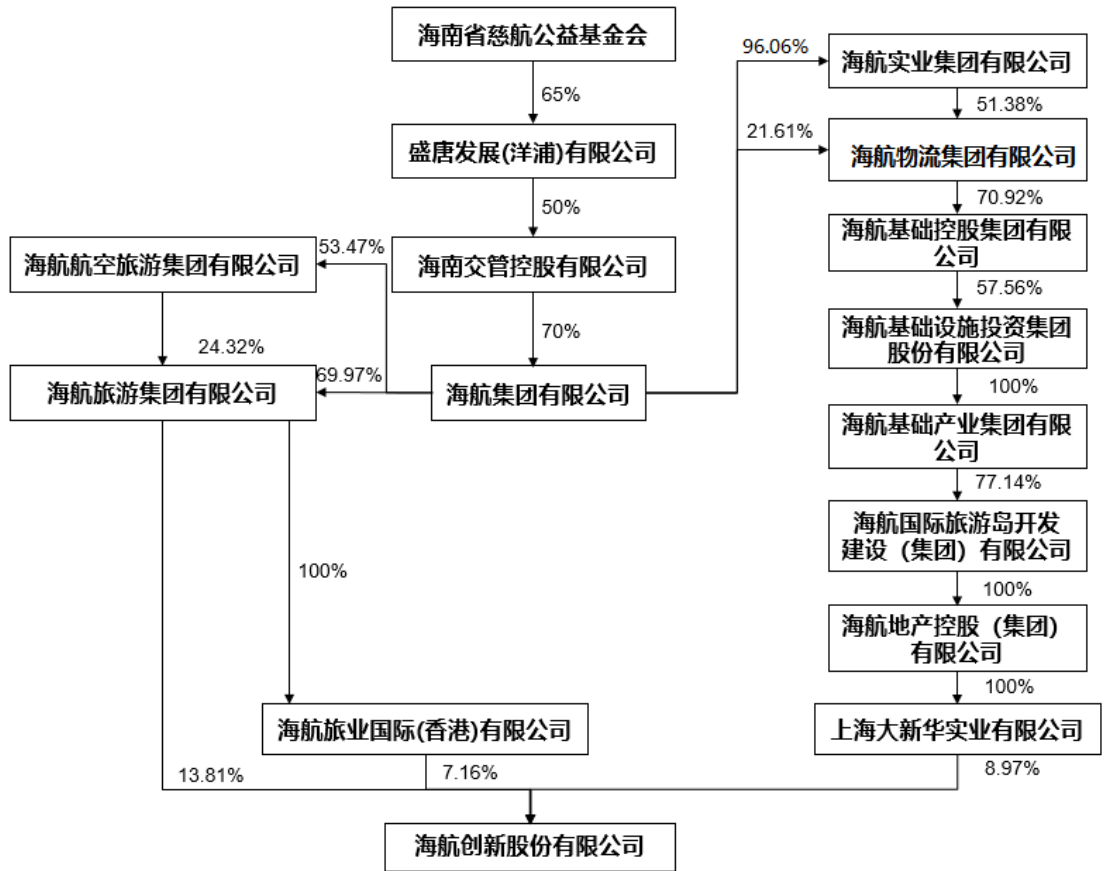 海南省慈航公益基金会
96.06%
海航实业集团有限公司
65%
51.38%
盛唐发展(洋浦)有限公司
21.61%
海航物流集团有限公司
50%
70.92%
海航航空旅游集团有限公司
53.47%
海南交管控股有限公司
海航基础控股集团有限
公司
57.56%
24.32%
70%
海航基础设施投资集团
股份有限公司
海航旅游集团有限公司
69.97%
海航集团有限公司
100%
海航基础产业集团有限
公司
77.14%
海航国际旅游岛开发
建设（集团）有限公司
100%
100%
海航地产控股（集团）
有限公司
100%
海航旅业国际(香港)有限公司
上海大新华实业有限公司
13.81%
7.16%
8.97%
海航创新股份有限公司